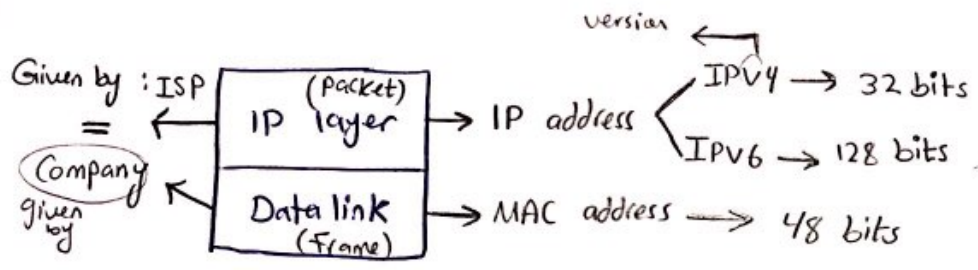 version
Given by : ISP
=
(Packet)
IP layer
IP address
IPV4 → 32 bits
IPV6 → 128 bits
Company
given
by
Data link
(Frame)
MAC address → 48 bits